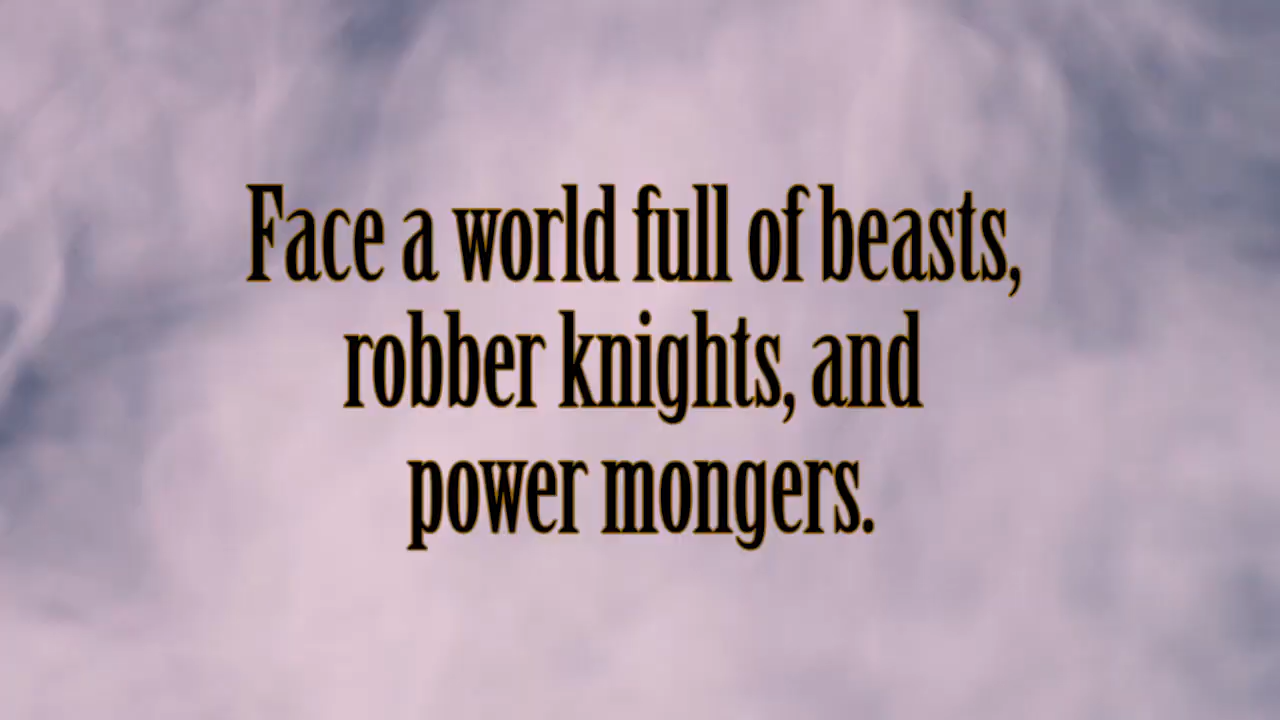 Face a world full of beasts,
robber knights, and
power mongers.